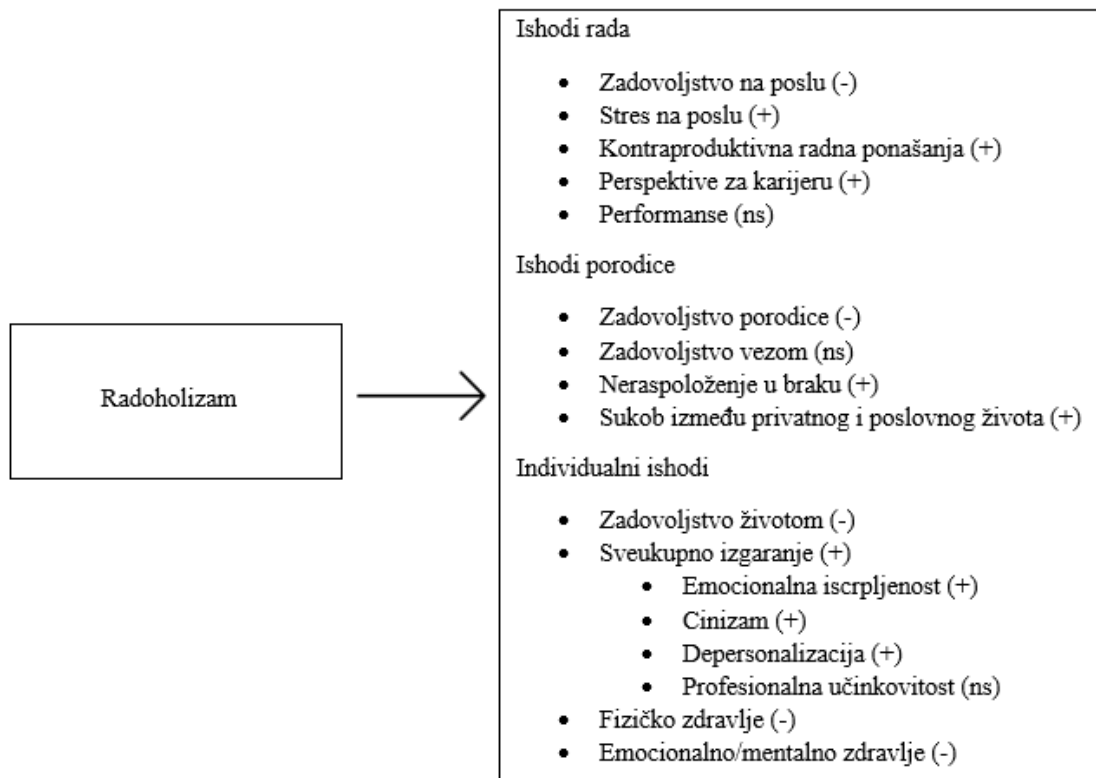 Ishodi rada
• Zadovoljstvo na poslu (-)
• Stres na poslu (+)
• Kontraproduktivna radna ponašanja (+)
• Perspektive za karijeru (+)
• Performanse (ns)
Ishodi porodice
• Zadovoljstvo porodice (-)
• Zadovoljstvo vezom (ns)
• Neraspoloženje u braku (+)
• Sukob između privatnog i poslovnog života (+)
Radoholizam
Individualni ishodi
• Zadovoljstvo životom (-)
• Sveukupno izgaranje (+)
• Emocionalna iscrpljenost (+)
• Cinizam (+)
• Depersonalizacija (+)
• Profesionalna učinkovitost (ns)
• Fizičko zdravlje (-)
• Emocionalno/mentalno zdravlje (-)